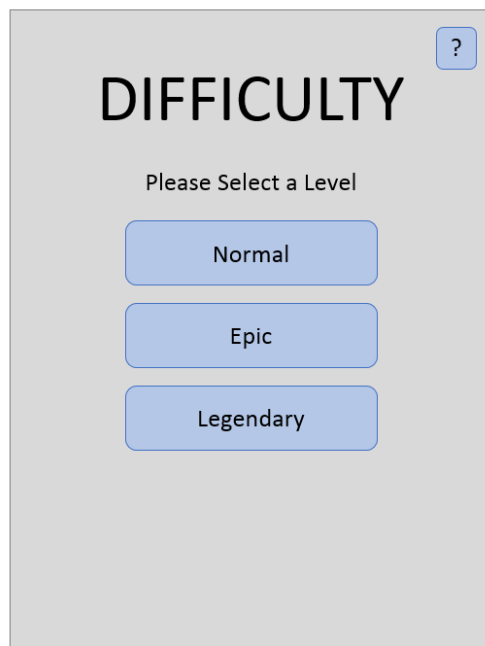 ?
DIFFICULTY
Please Select a Level
Normal
Epic
Legendary